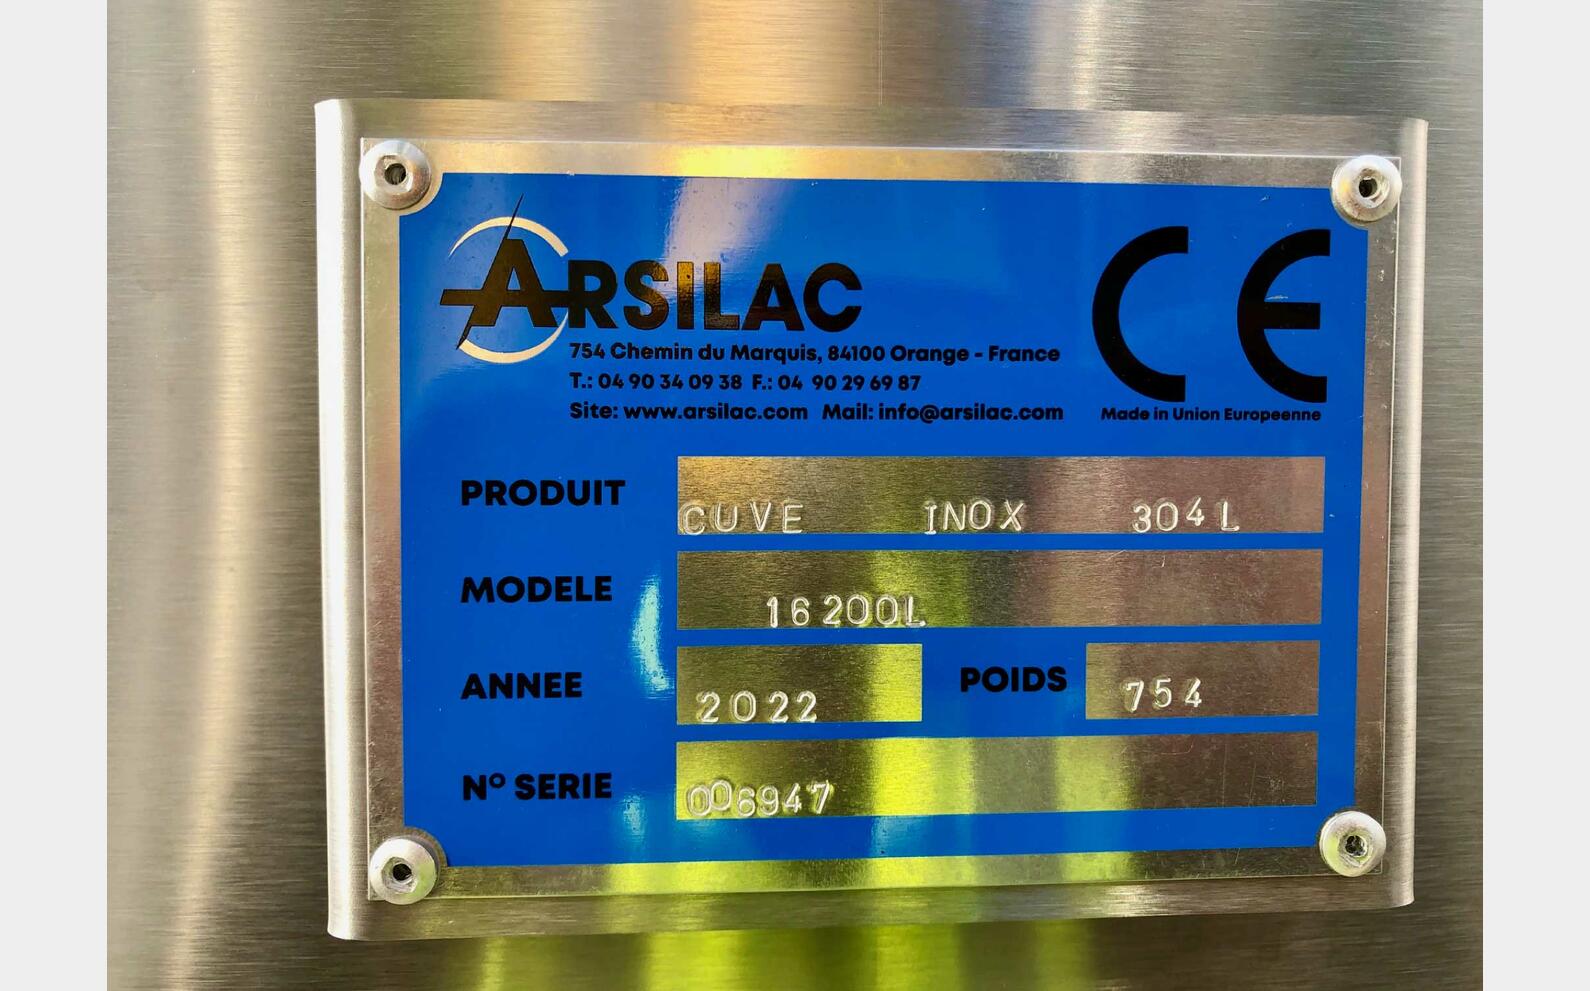 ARSILAC
754 Chemin du Marquis, 84100 Orange - France
T.: 04 90 34 09 38 F.: 04 90 29 69 87
Site: www.arsilac.com Mail: info@arsilac.com
CE
Made in Union Europeenne
PRODUIT CUVE INOX 304L
MODELE 16200L
ANNEE 2022 POIDS 754
Nº SERIE 006947